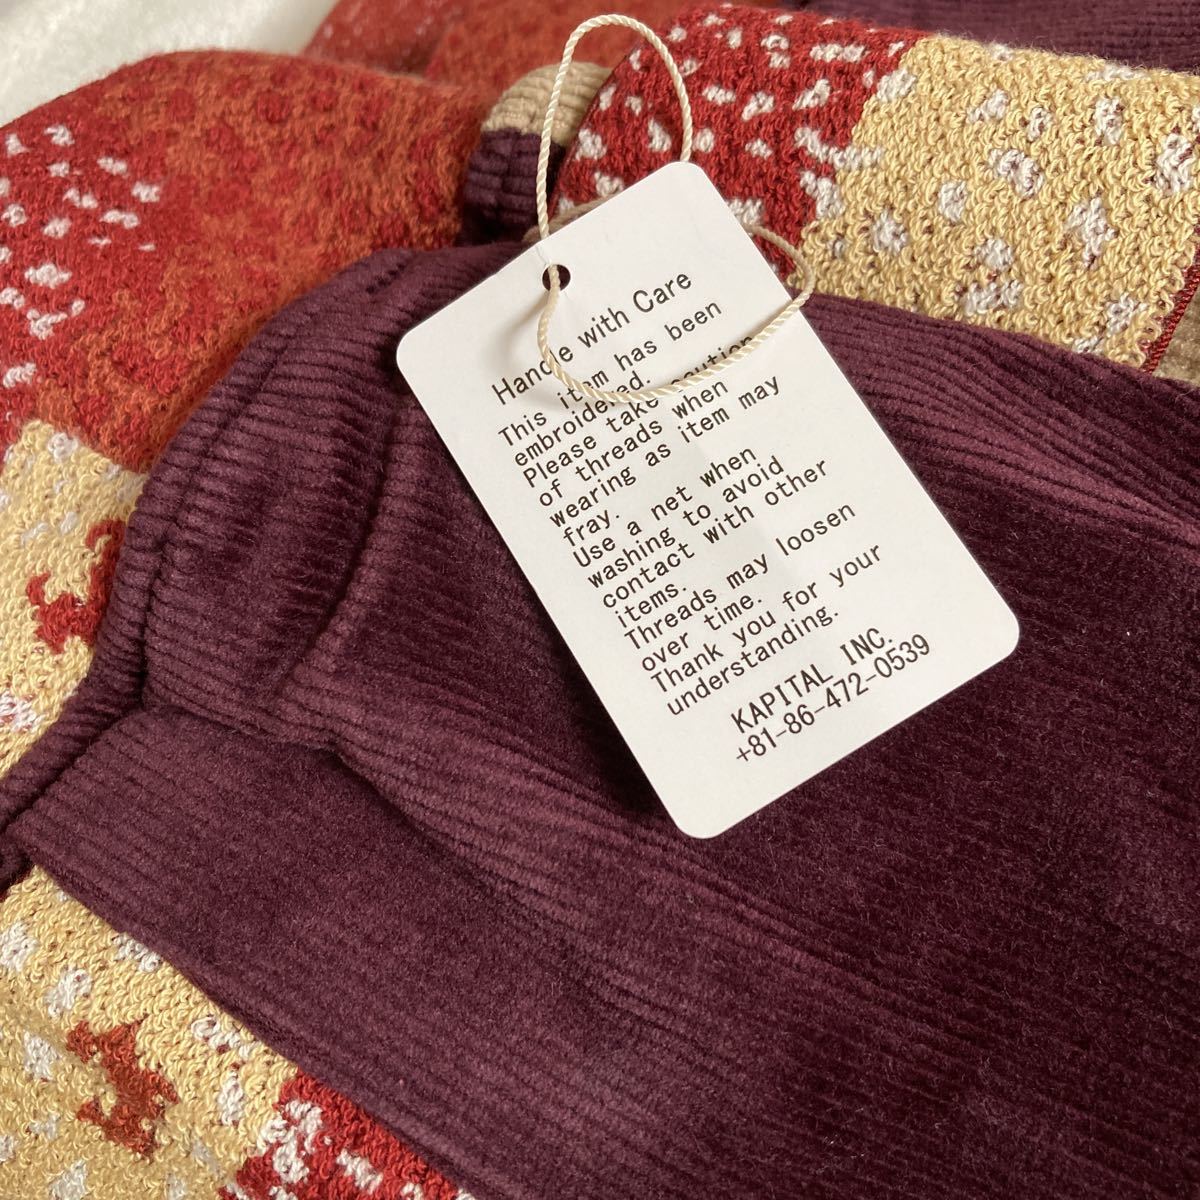 Handle with Care
This item has been
embroidered.
Please take caution
of threads when
wearing as item may
fray.
Use a net when
washing to avoid
contact with other
items.
Threads may loosen
over time.
Thank you for your
understanding.
KAPITAL INC.
+81-86-472-0539